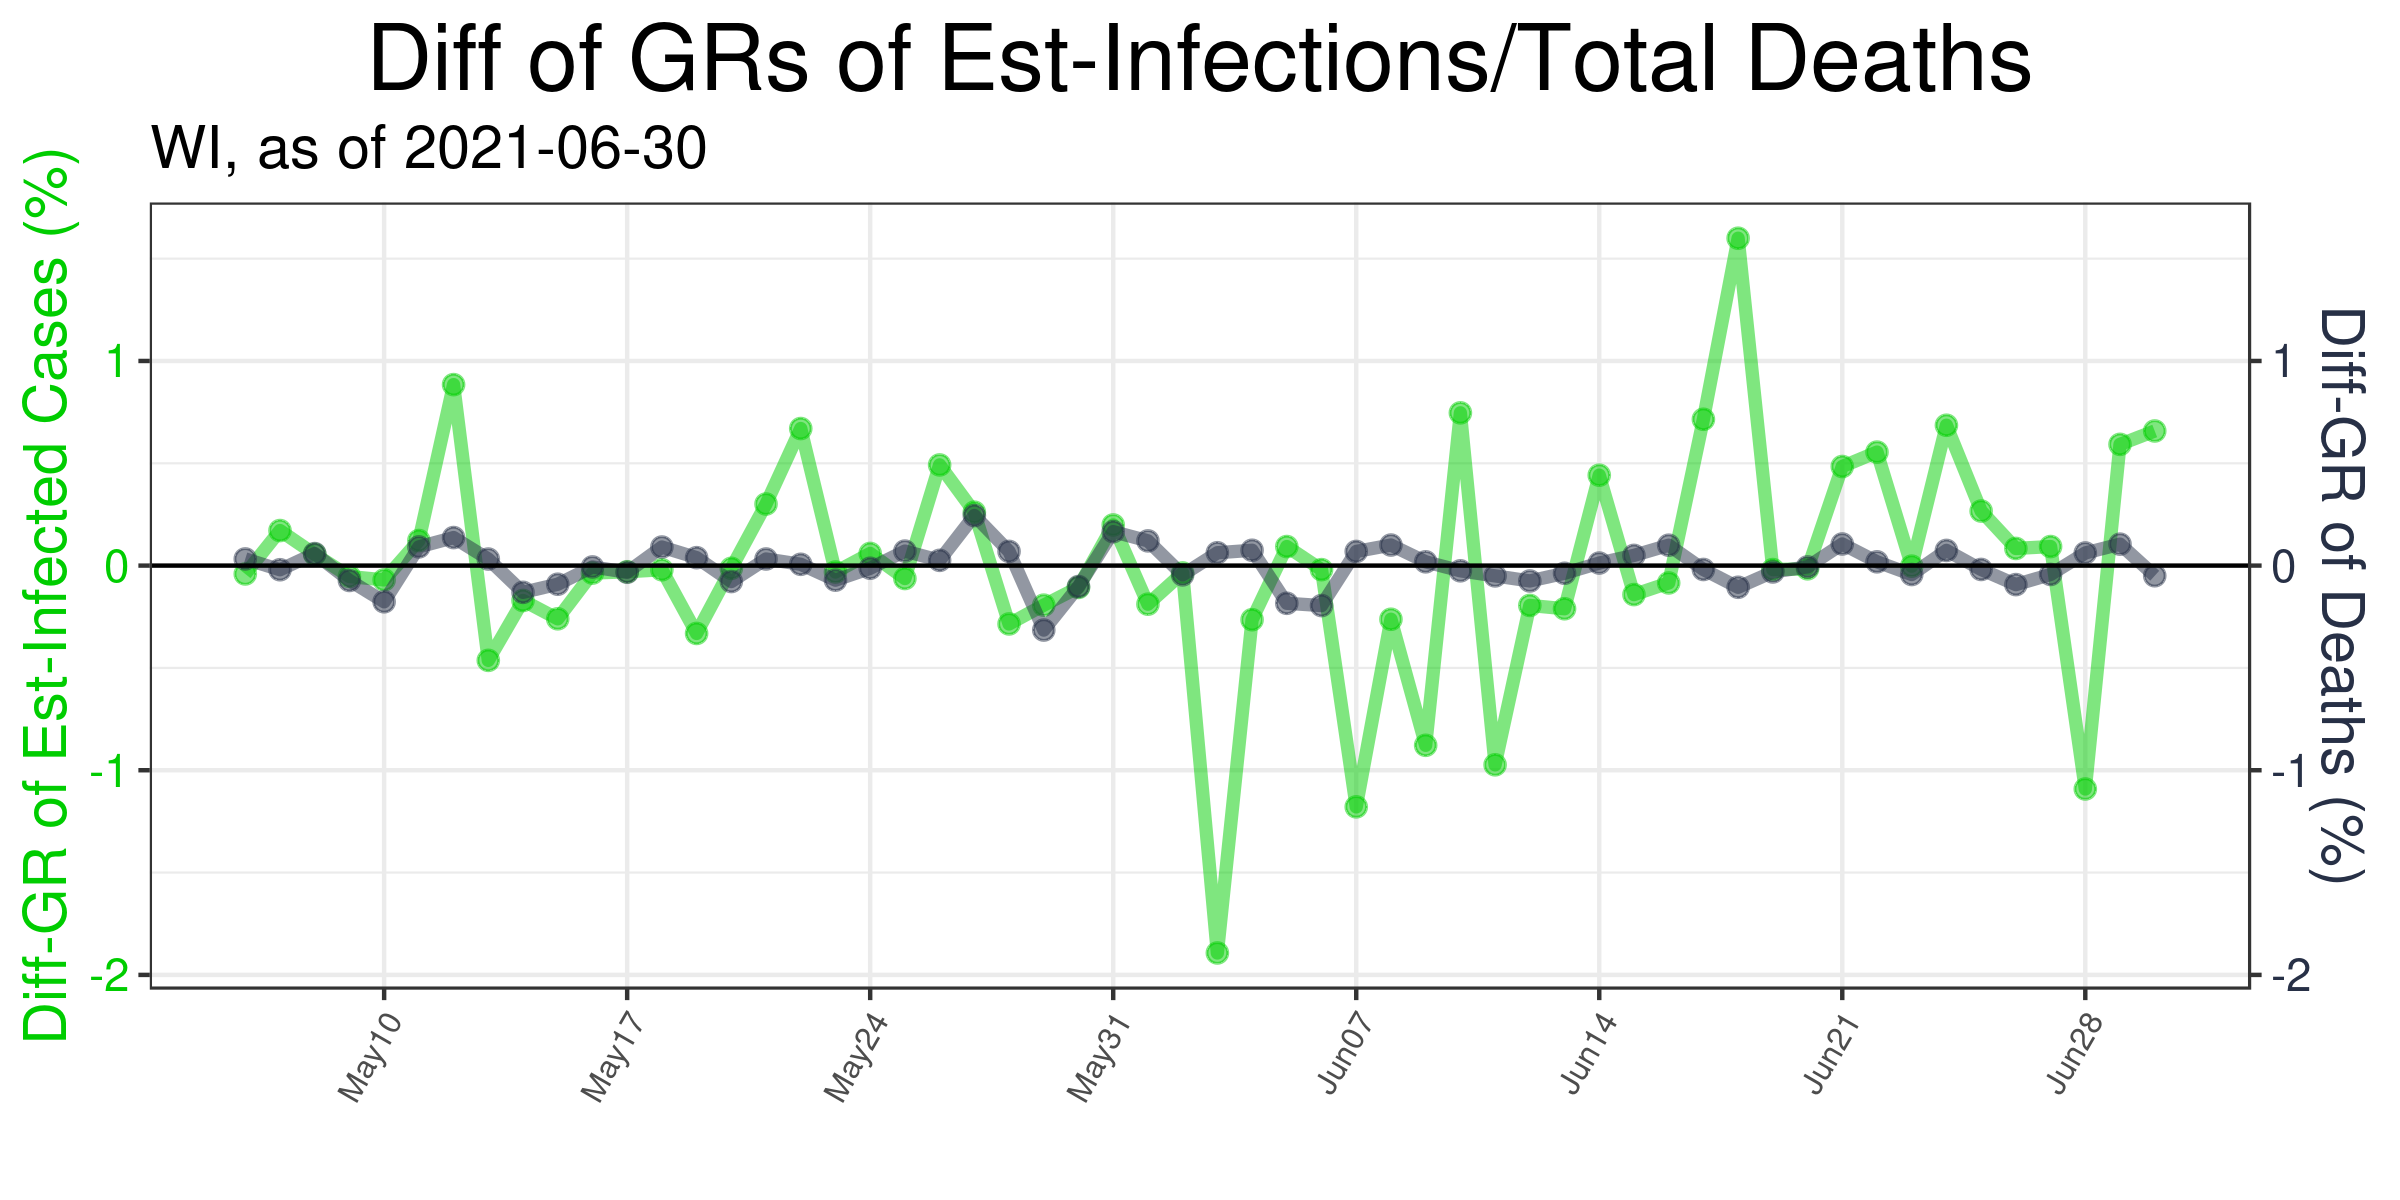 Diff of GRs of Est-Infections/Total Deaths
WI, as of 2021-06-30
Diff-GR of Est-Infected Cases (%)
1
0
-1
-2
1
0
-1
-2
Diff-GR of Deaths (%)
May10
May17
May24
May31
Jun07
Jun14
Jun21
Jun28